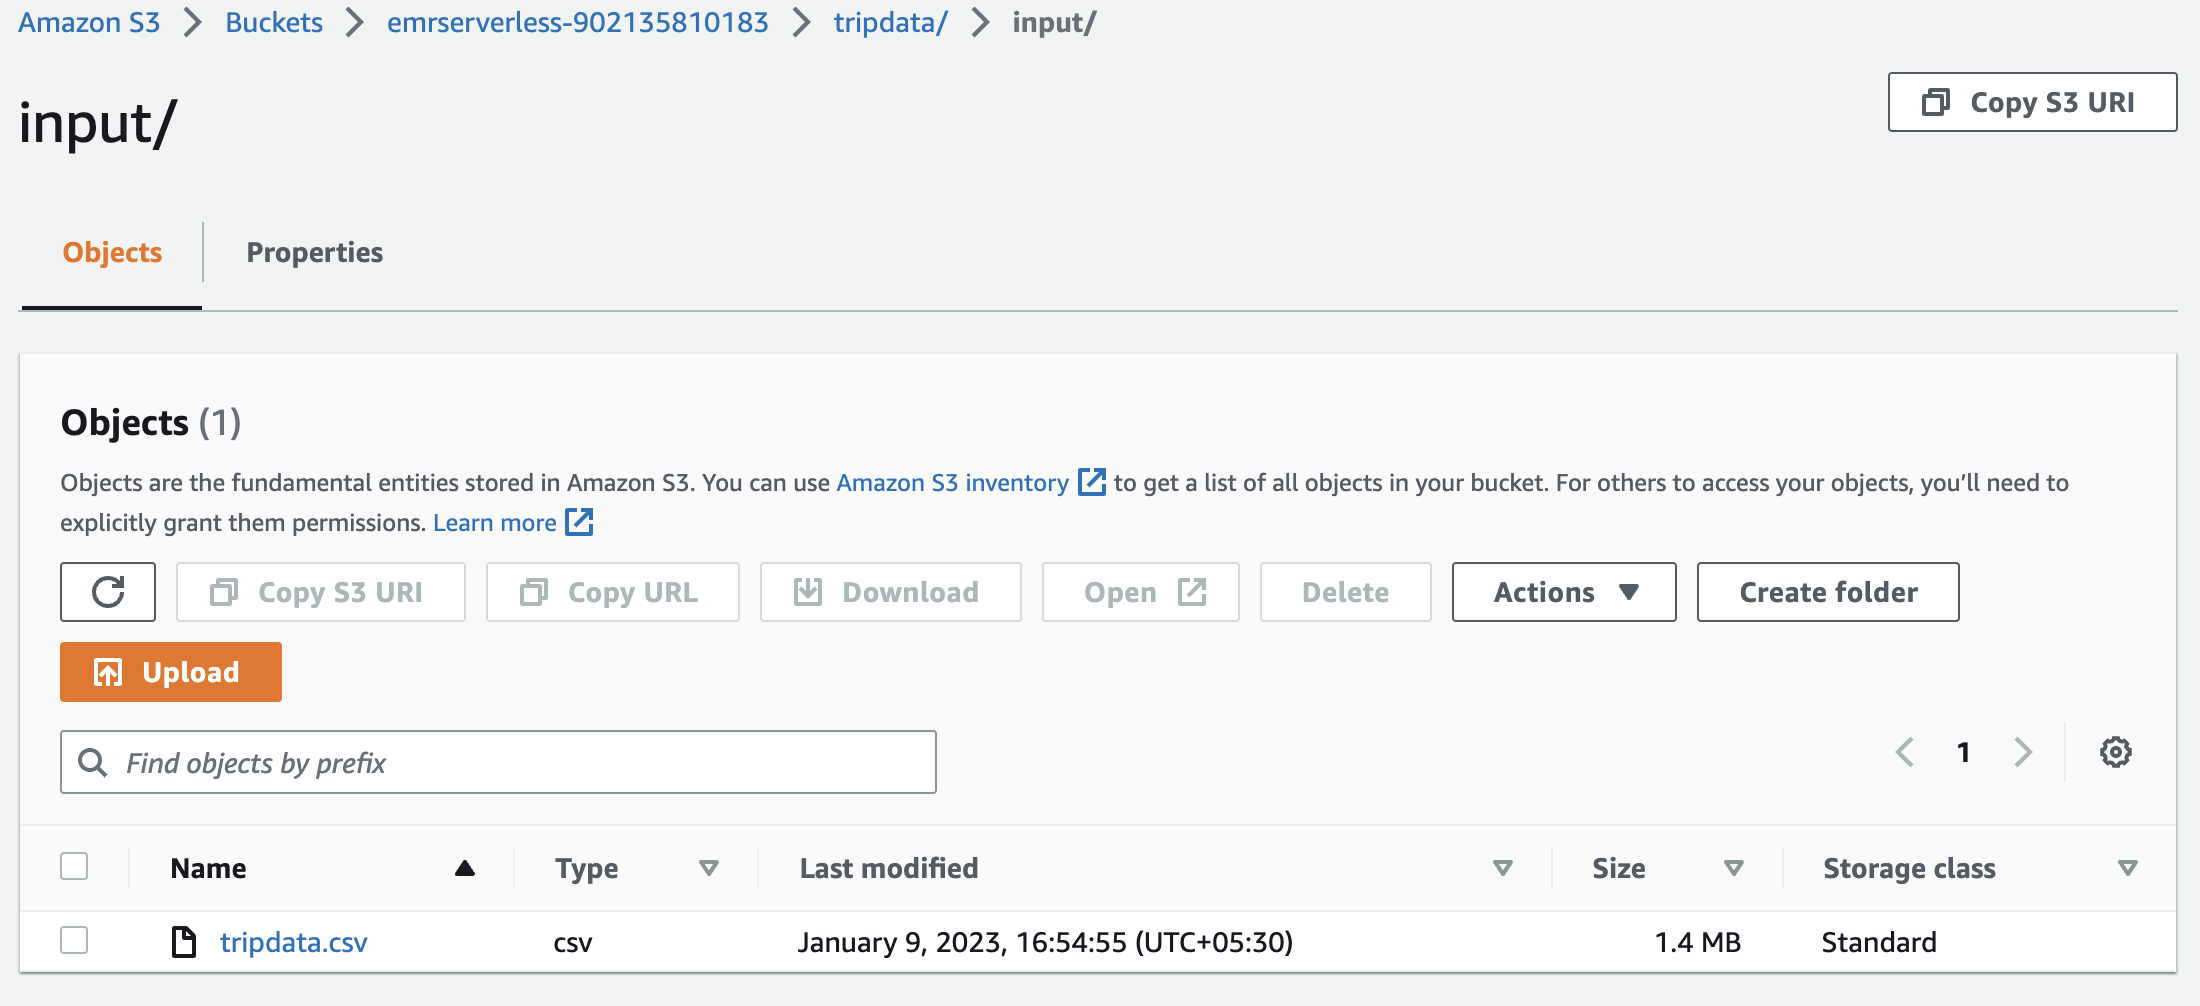 Amazon S3 > Buckets > emrserverless-902135810183 > tripdata/ > input/
input/
Copy S3 URI
Objects
Properties
Objects (1)
Objects are the fundamental entities stored in Amazon S3. You can use Amazon S3 inventory to get a list of all objects in your bucket. For others to access your objects, you’ll need to
explicitly grant them permissions. Learn more
Copy S3 URI
Copy URL
Download
Open
Delete
Actions
Create folder
Upload
Find objects by prefix
1
Name
Type
Last modified
Size
Storage class
tripdata.csv
csv
January 9, 2023, 16:54:55 (UTC+05:30)
1.4 MB
Standard